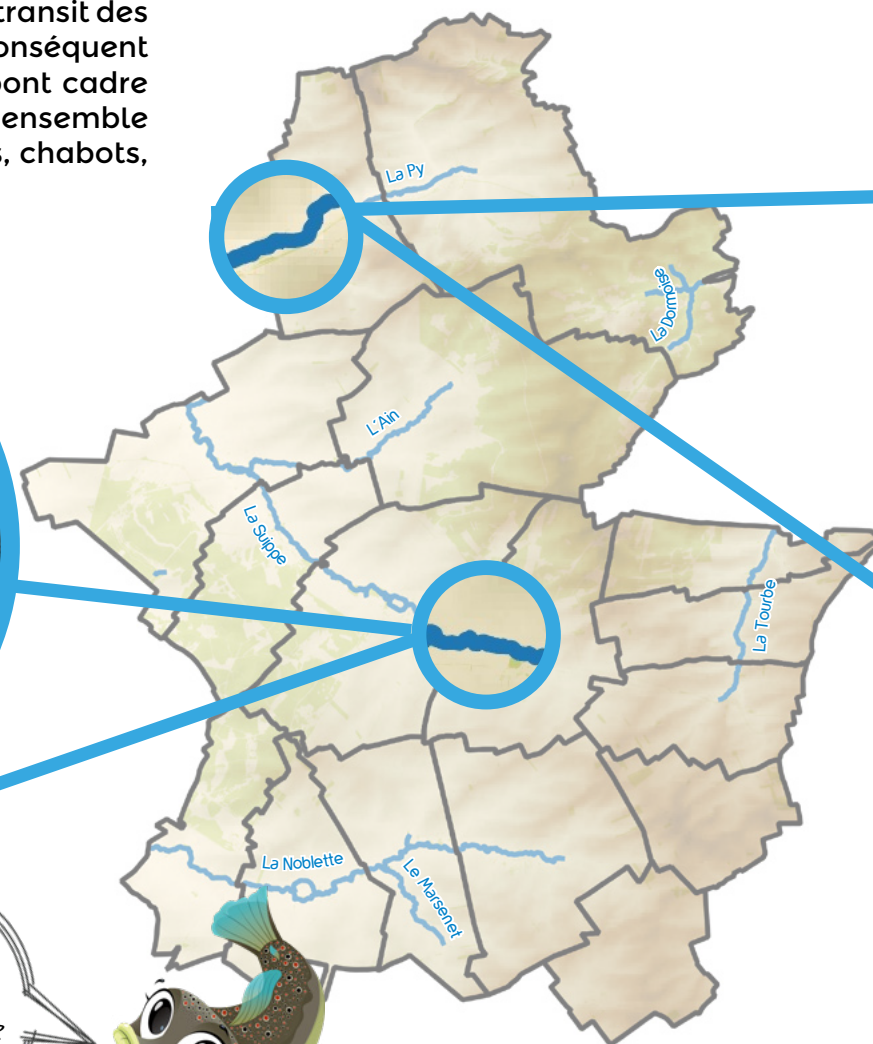 transit des
onséquent
pont cadre
ensemble
s, chabots,
La Py
La Dormoise
L'Ain
La Suippe
La Tourbe
La Noblette
Le Marsenet
?